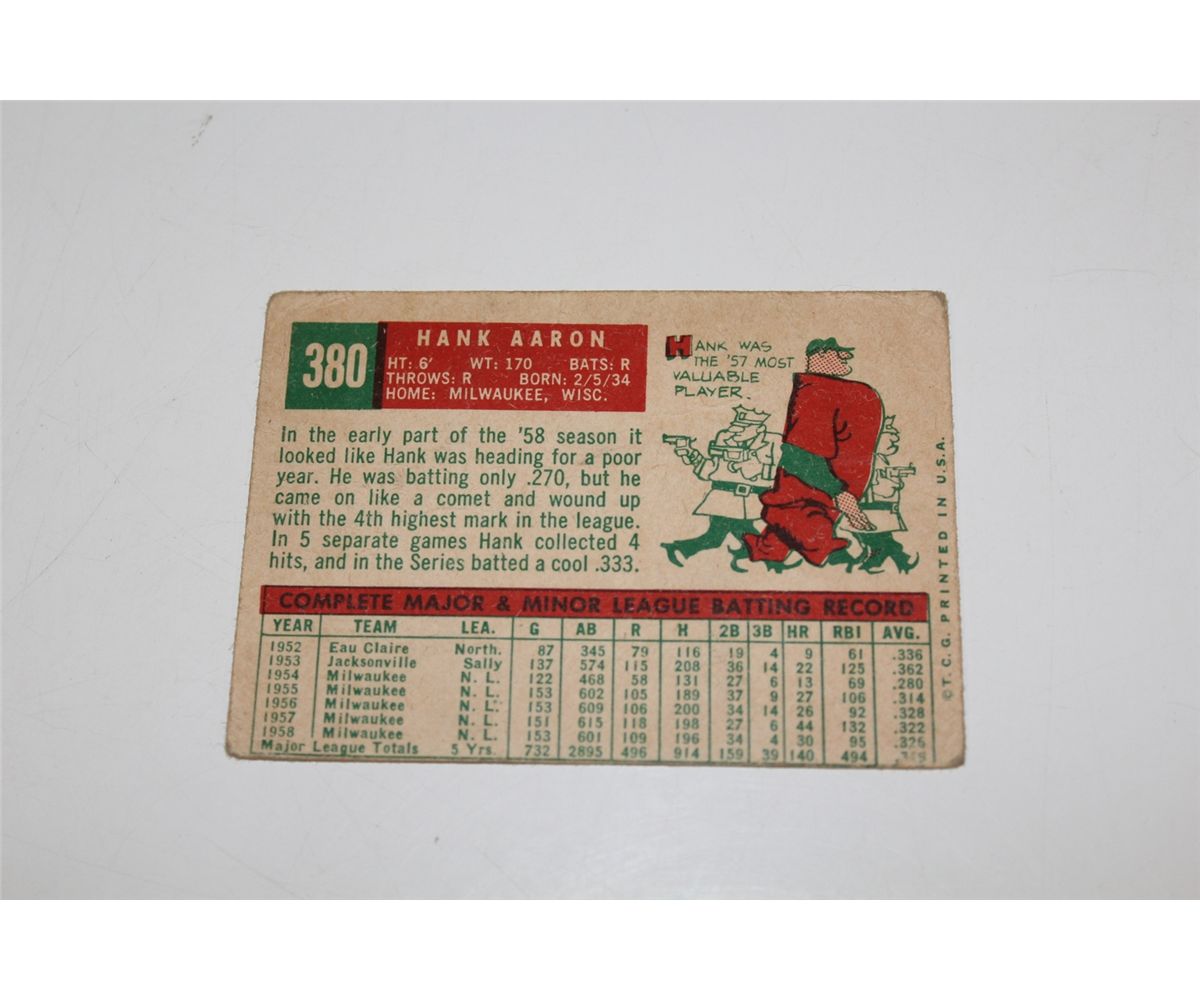 380
HANK AARON
HT: 6' WT: 170 BATS: R
THROWS: R BORN: 2/5/34
HOME: MILWAUKEE, WISC.
HANK WAS
THE '57 MOST
VALUABLE
PLAYER.
In the early part of the '58 season it
looked like Hank was heading for a poor
year. He was batting only .270, but he
came on like a comet and wound up
with the 4th highest mark in the league.
In 5 separate games Hank collected 4
hits, and in the Series batted a cool .333.
COMPLETE MAJOR & MINOR LEAGUE BATTING RECORD
YEAR TEAM LEA. G AB R H 2B 3B HR RBI AVG.
1952 Eau Claire North. 87 345 79 116 19 4 9 61 .336
1953 Jacksonville Sally 137 574 115 208 36 14 22 125 .362
1954 Milwaukee N. L. 122 468 58 131 27 6 13 69 .280
1955 Milwaukee N. L. 153 602 105 189 37 9 27 106 .314
1956 Milwaukee N. L. 153 609 106 200 34 14 26 92 .328
1957 Milwaukee N. L. 151 615 118 198 27 6 44 132 .322
1958 Milwaukee N. L. 153 601 109 196 34 4 30 95 .326
Major League Totals 5 Yrs. 732 2895 496 914 159 39 140 494
© T. C. G. PRINTED IN U.S.A.